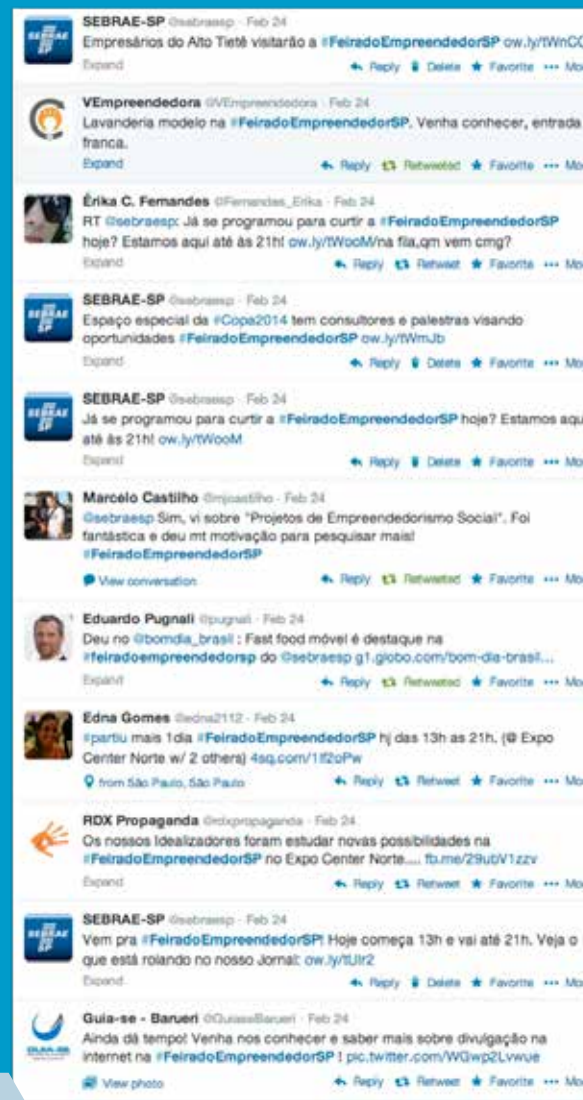 SEBRAE-SP @sebraesp · Feb 24
Empresários do Alto Tietê visitarão a #FeiradoEmpreendedorSP ow.ly/tWnCC
Expand Reply Delete Favorite Mo
VEmpreendedora @VEmpreendedora · Feb 24
Lavanderia modelo na #FeiradoEmpreendedorSP. Venha conhecer, entrada
franca.
Expand Reply Retweeted Favorite Mo
Érika C. Fernandes @Fernandes_Erika · Feb 24
RT @sebraesp: Já se programou para curtir a #FeiradoEmpreendedorSP
hoje? Estamos aqui até às 21h! ow.ly/tWooM/na fila,qm vem cmg?
Expand Reply Retweet Favorite Mo
SEBRAE-SP @sebraesp · Feb 24
Espaço especial da #Copa2014 tem consultores e palestras visando
oportunidades #FeiradoEmpreendedorSP ow.ly/tWmJb
Expand Reply Delete Favorite Mo
SEBRAE-SP @sebraesp · Feb 24
Já se programou para curtir a #FeiradoEmpreendedorSP hoje? Estamos aqu
até às 21h! ow.ly/tWooM
Expand Reply Delete Favorite Mo
Marcelo Castilho @mjcastilho · Feb 24
@sebraesp Sim, vi sobre "Projetos de Empreendedorismo Social". Foi
fantástica e deu mt motivação para pesquisar mais!
#FeiradoEmpreendedorSP
View conversation Reply Retweeted Favorite Mo
Eduardo Pugnali @pugnali · Feb 24
Deu no @bomdia_brasil : Fast food móvel é destaque na
#feiradoempreendedorsp do @sebraesp g1.globo.com/bom-dia-brasil...
Expand Reply Retweeted Favorite Mo
Edna Gomes @edna2112 · Feb 24
#partiu mais 1dia #FeiradoEmpreendedorSP hj das 13h as 21h. (@ Expo
Center Norte w/ 2 others) 4sq.com/1lf2oPw
from São Paulo, São Paulo Reply Retweet Favorite Mo
RDX Propaganda @rdxpropaganda · Feb 24
Os nossos Idealizadores foram estudar novas possibilidades na
#FeiradoEmpreendedorSP no Expo Center Norte.... fb.me/29ubV1zzv
Expand Reply Retweet Favorite Mo
SEBRAE-SP @sebraesp · Feb 24
Vem pra #FeiradoEmpreendedorSP! Hoje começa 13h e vai até 21h. Veja o
que está rolando no nosso Jornal: ow.ly/tUlr2
Expand Reply Delete Favorite Mo
Guia-se - Barueri @GuiaseBarueri · Feb 24
Ainda dá tempo! Venha nos conhecer e saber mais sobre divulgação na
internet na #FeiradoEmpreendedorSP ! pic.twitter.com/WGwp2Lvwue
View photo Reply Retweet Favorite Mo